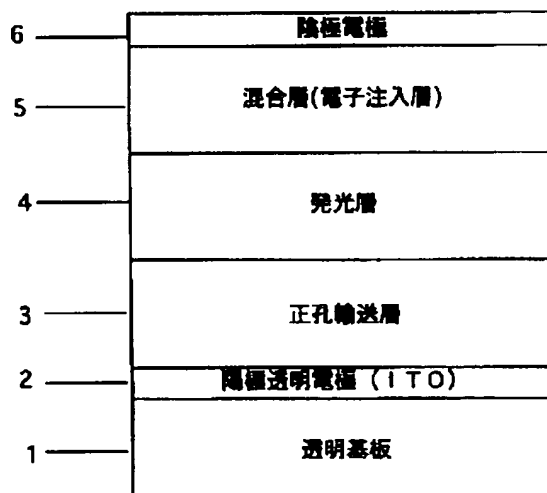 6 陰極電極
5 混合層(電子注入層)
4 発光層
3 正孔輸送層
2 陽極透明電極（ITO）
1 透明基板